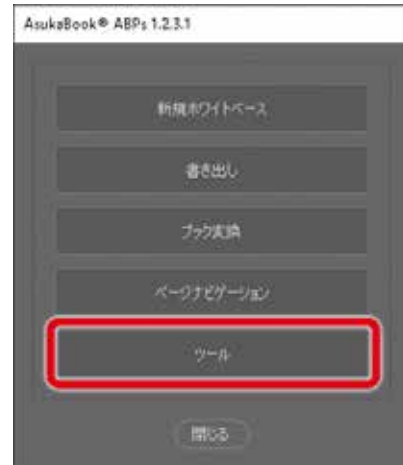 AsukaBook® ABPs 1.2.3.1
新規ホワイトベース
書き出し
ブック変換
ページナビゲーション
ツール
閉じる